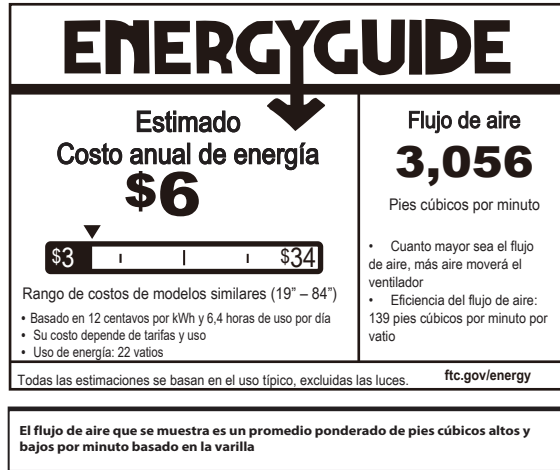 ENERGYGUIDE
Estimado
Costo anual de energía
$6
$3
$34
Rango de costos de modelos similares (19” – 84”)
• Basado en 12 centavos por kWh y 6,4 horas de uso por día
• Su costo depende de tarifas y uso
• Uso de energía: 22 vatios
Flujo de aire
3,056
Pies cúbicos por minuto
• Cuanto mayor sea el flujo
de aire, más aire moverá el
ventilador
• Eficiencia del flujo de aire:
139 pies cúbicos por minuto por
vatio
Todas las estimaciones se basan en el uso típico, excluidas las luces.
ftc.gov/energy
El flujo de aire que se muestra es un promedio ponderado de pies cúbicos altos y
bajos por minuto basado en la varilla